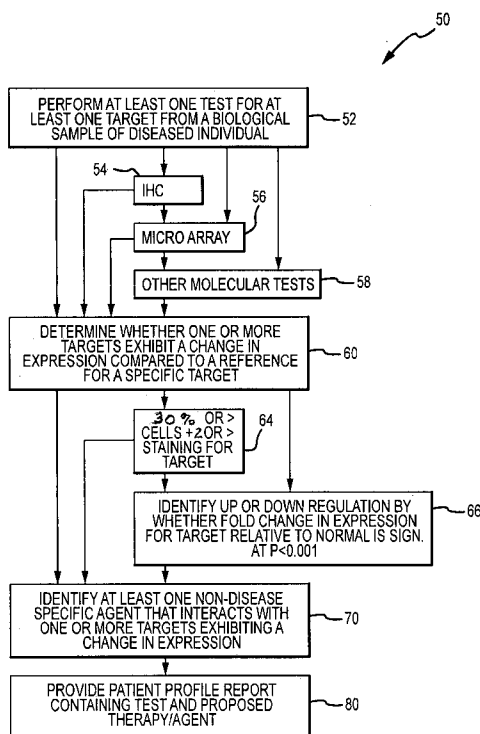 50
PERFORM AT LEAST ONE TEST FOR AT
LEAST ONE TARGET FROM A BIOLOGICAL
SAMPLE OF DISEASED INDIVIDUAL
52
54
IHC
56
MICRO ARRAY
OTHER MOLECULAR TESTS
58
DETERMINE WHETHER ONE OR MORE
TARGETS EXHIBIT A CHANGE IN
EXPRESSION COMPARED TO A REFERENCE
FOR A SPECIFIC TARGET
60
30% OR >
CELLS +2 OR >
STAINING FOR
TARGET
64
IDENTIFY UP OR DOWN REGULATION BY
WHETHER FOLD CHANGE IN EXPRESSION
FOR TARGET RELATIVE TO NORMAL IS SIGN.
AT P<0.001
66
IDENTIFY AT LEAST ONE NON-DISEASE
SPECIFIC AGENT THAT INTERACTS WITH
ONE OR MORE TARGETS EXHIBITING A
CHANGE IN EXPRESSION
70
PROVIDE PATIENT PROFILE REPORT
CONTAINING TEST AND PROPOSED
THERAPY/AGENT
80